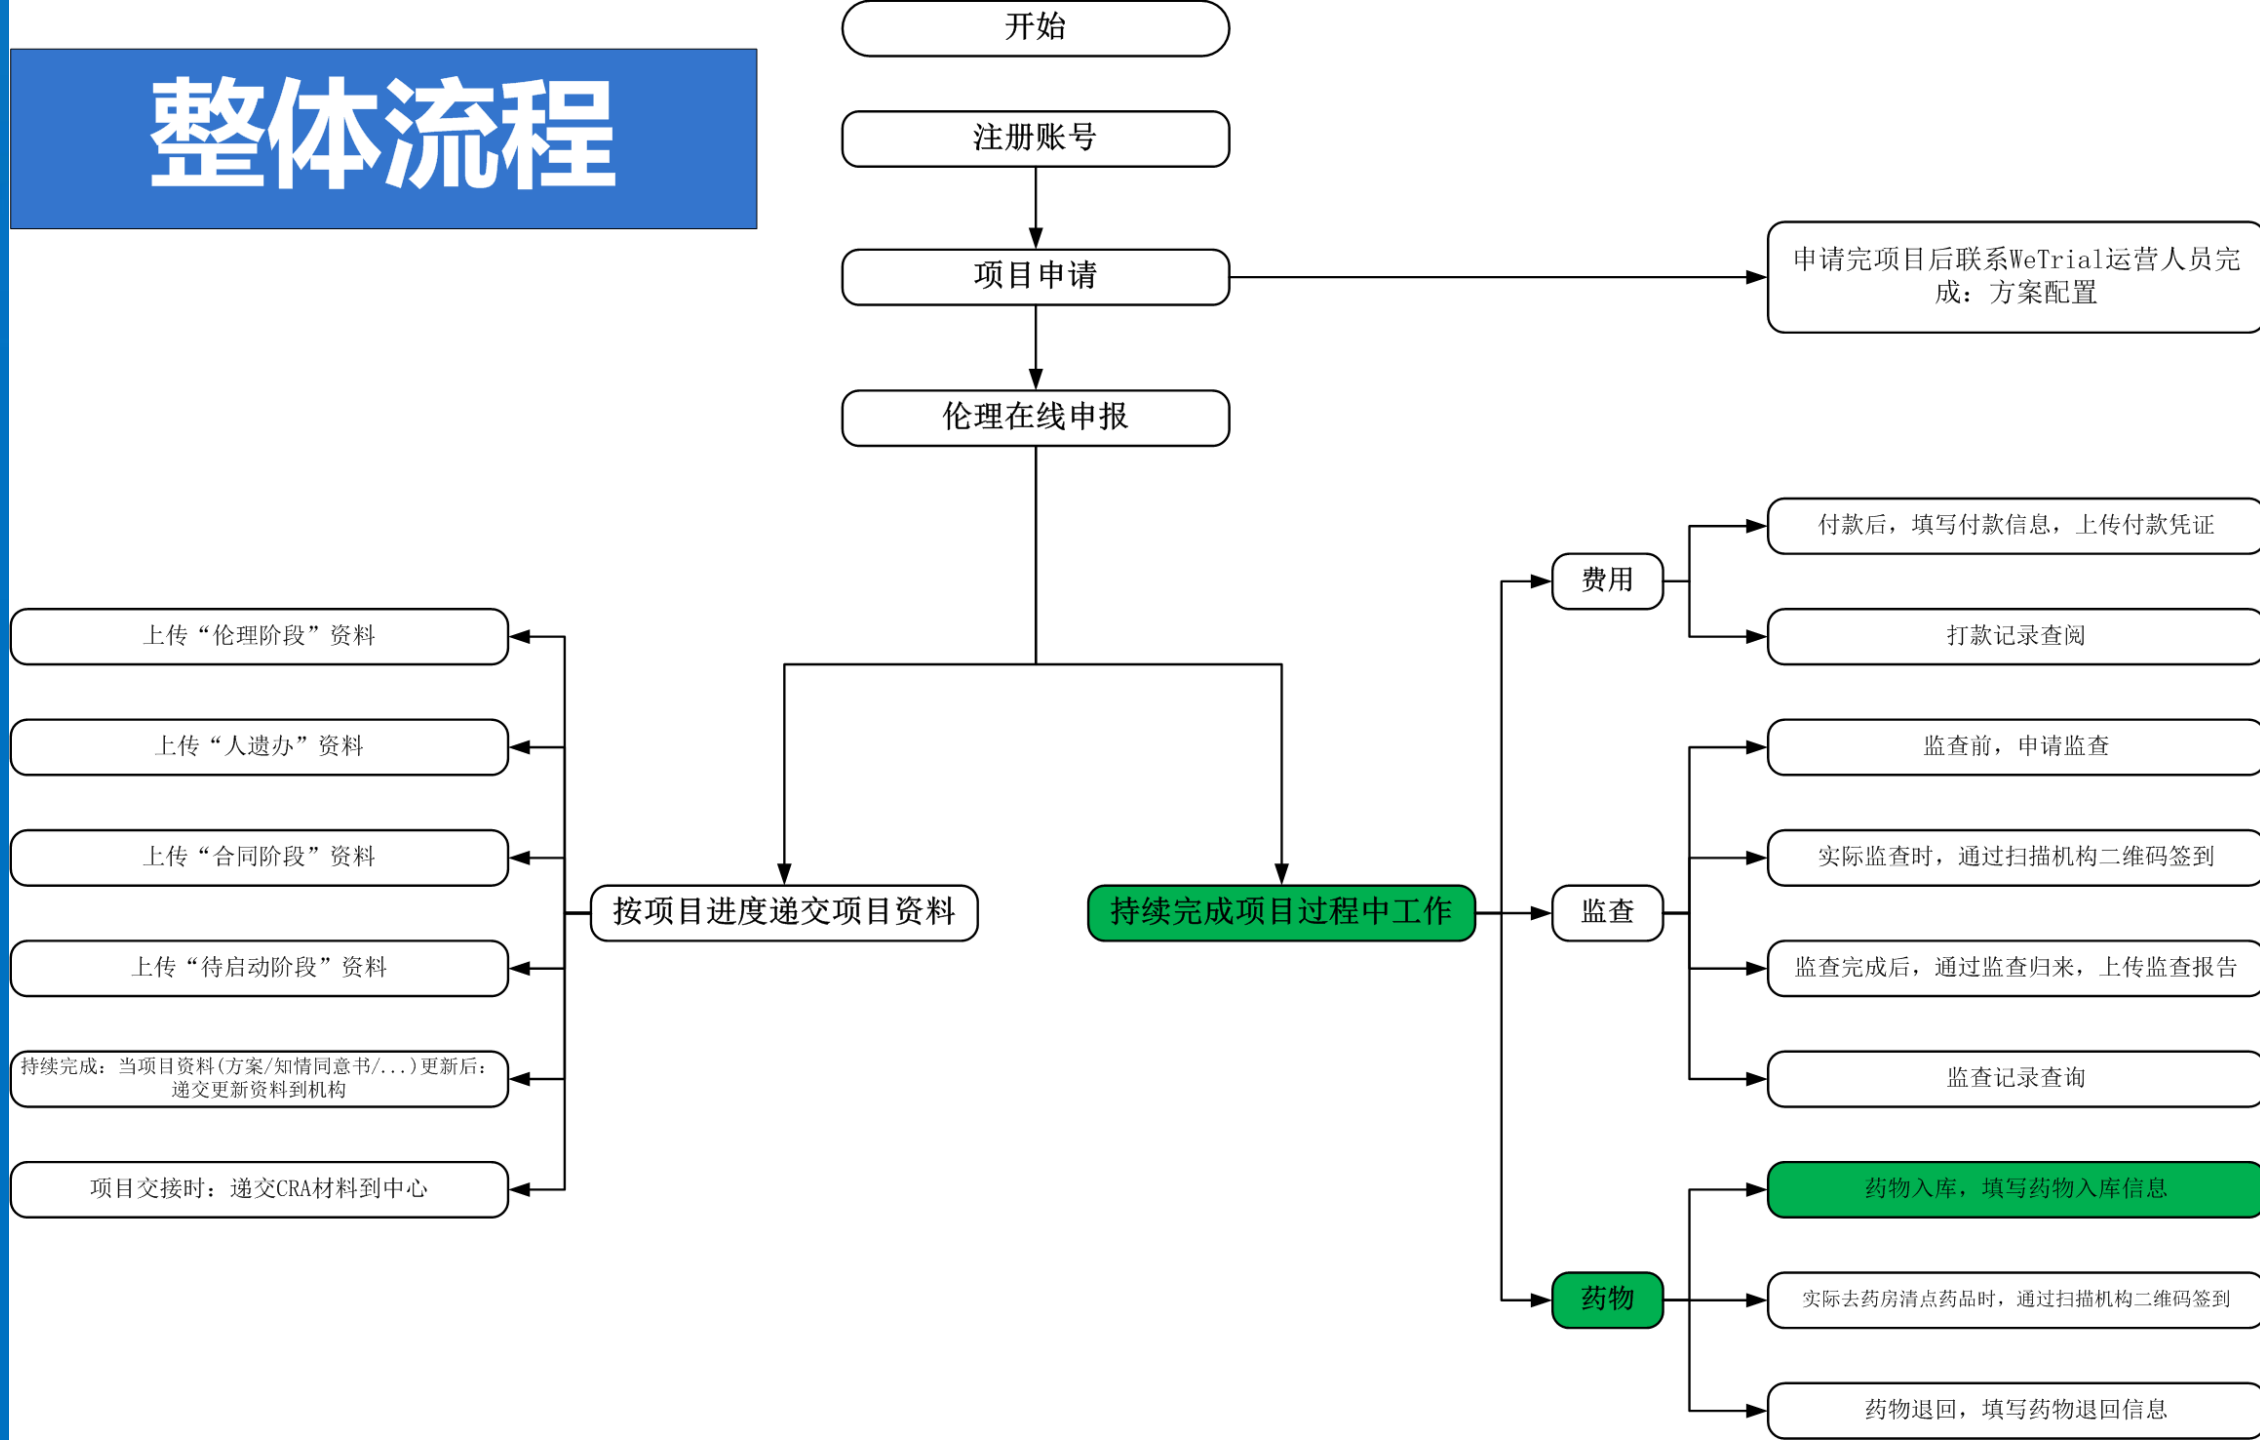 整体流程
开始
注册账号
项目申请
申请完项目后联系WeTrial运营人员完
成：方案配置
伦理在线申报
按项目进度递交项目资料
上传“伦理阶段”资料
上传“人遗办”资料
上传“合同阶段”资料
上传“待启动阶段”资料
持续完成：当项目资料(方案/知情同意书/...)更新后：
递交更新资料到机构
项目交接时：递交CRA材料到中心
持续完成项目过程中工作
费用
付款后，填写付款信息，上传付款凭证
打款记录查阅
监查
监查前，申请监查
实际监查时，通过扫描机构二维码签到
监查完成后，通过监查归来，上传监查报告
监查记录查询
药物
药物入库，填写药物入库信息
实际去药房清点药品时，通过扫描机构二维码签到
药物退回，填写药物退回信息